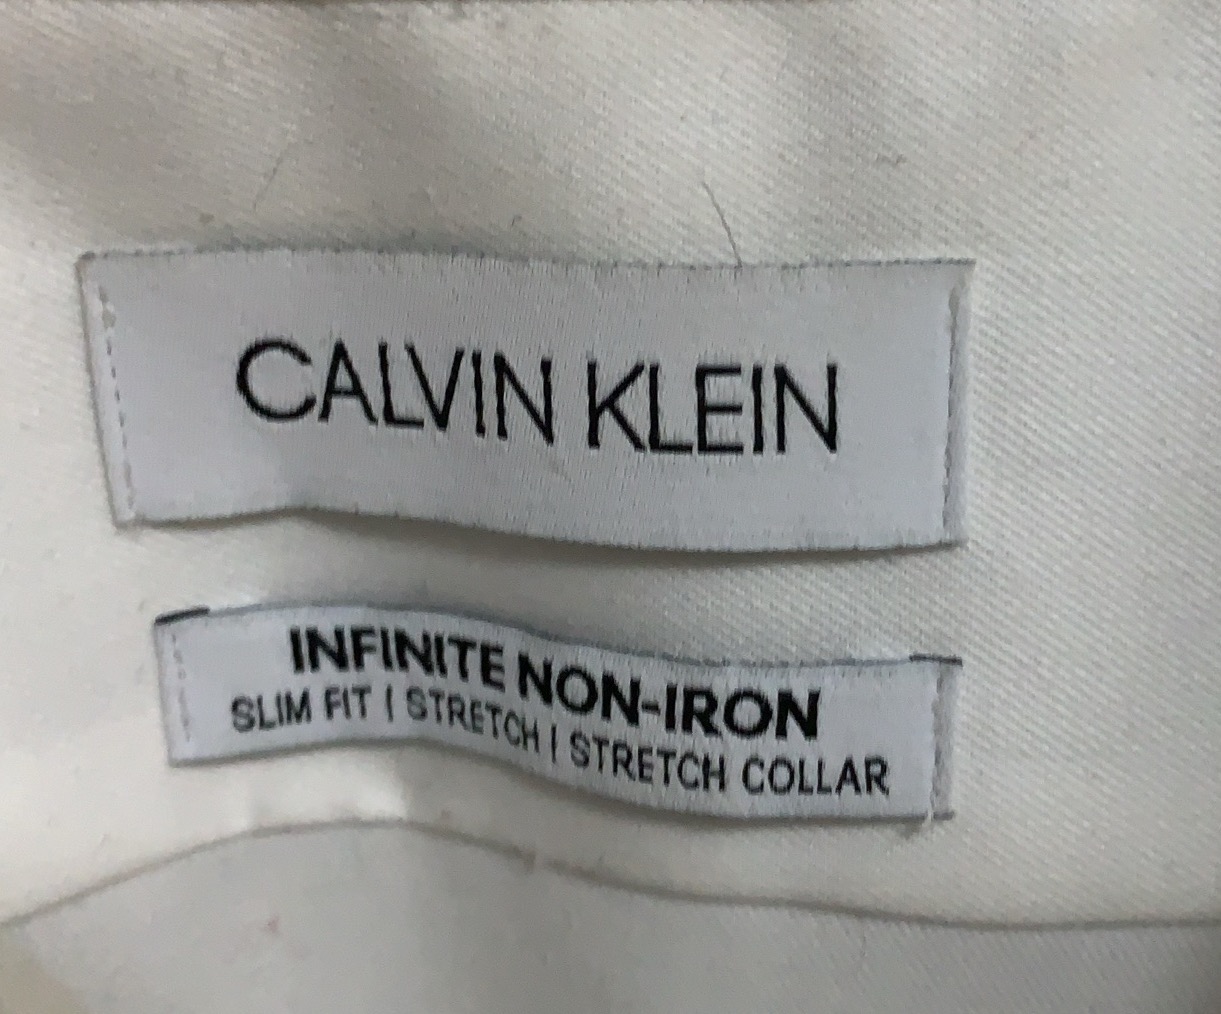 CALVIN KLEIN
INFINITE NON-IRON
SLIM FIT | STRETCH | STRETCH COLLAR